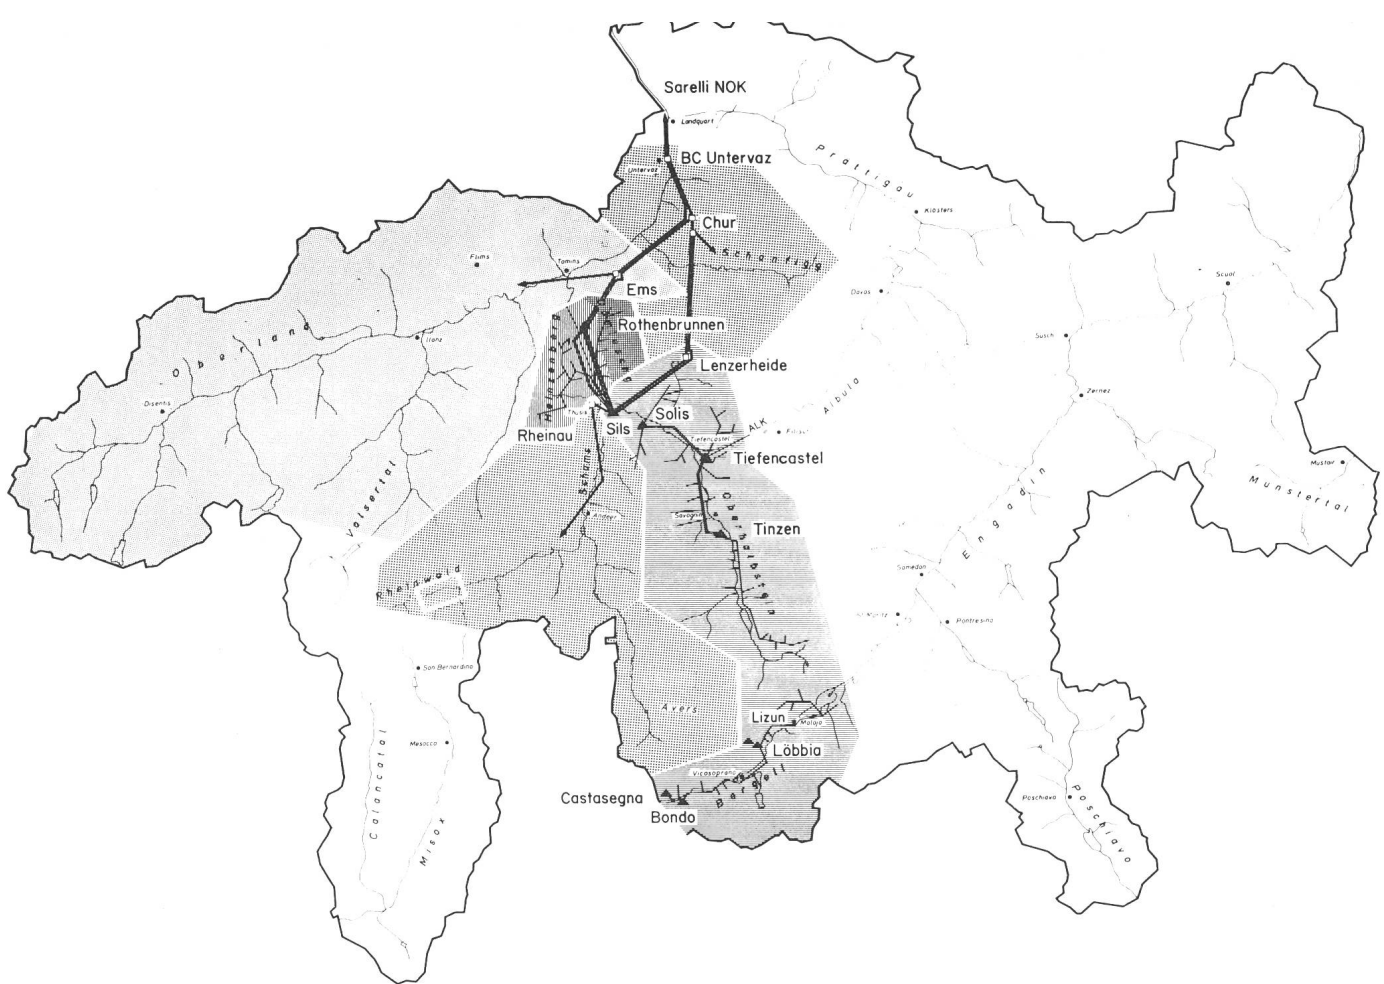 Sarelli NOK
Landquart
BC Untervaz
Untervaz
Prättigau
Klosters
Chur
Schanfigg
Flims
Tamins
Ems
Davos
Scuol
Rothenbrunnen
Oberland
Ilanz
Heinzenberg
Susch
Lenzerheide
Zernez
Disentis
Albula
Thusis
Solis
Rheinau
Sils
ALK
Filisur
Tiefencastel
Tiefencastel
Mustair
Münstertal
Valsertal
Schams
Andeer
Savognin
Oberhalbstein
Tinzen
Engadin
Rheinwald
Samedan
St. Moritz
Pontresina
San Bernardino
Avers
Lizun
Maloja
Mesocco
Löbbia
Vicosoprano
Bergell
Castasegna
Bondo
Poschiavo
Poschiavo
Calancatal
Misox